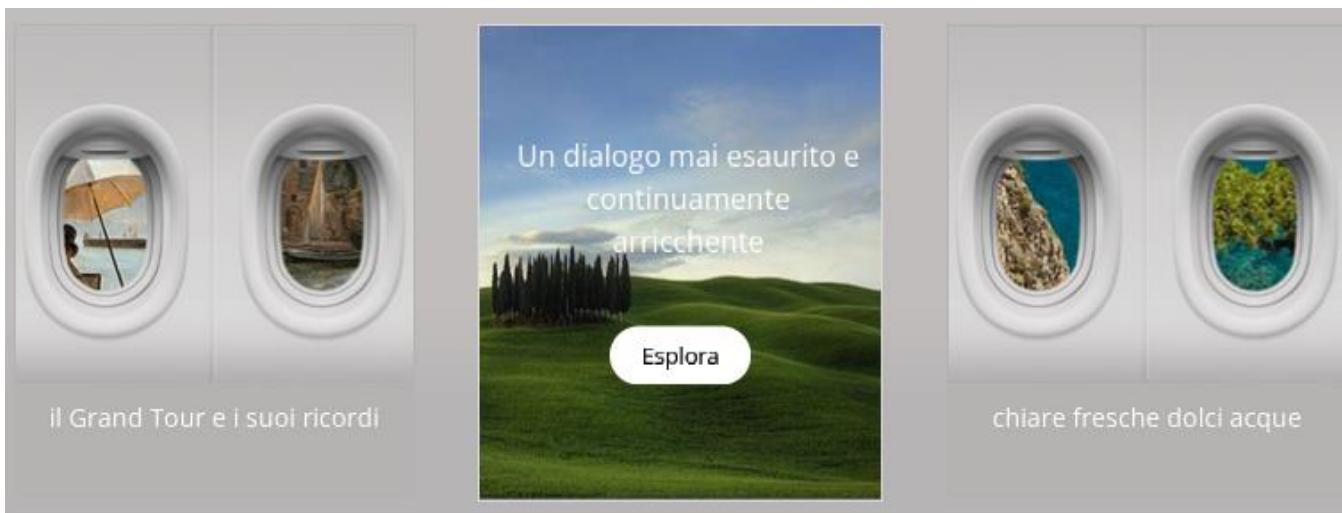 il Grand Tour e i suoi ricordi
Un dialogo mai esaurito e
continuamente
arricchente
Esplora
chiare fresche dolci acque